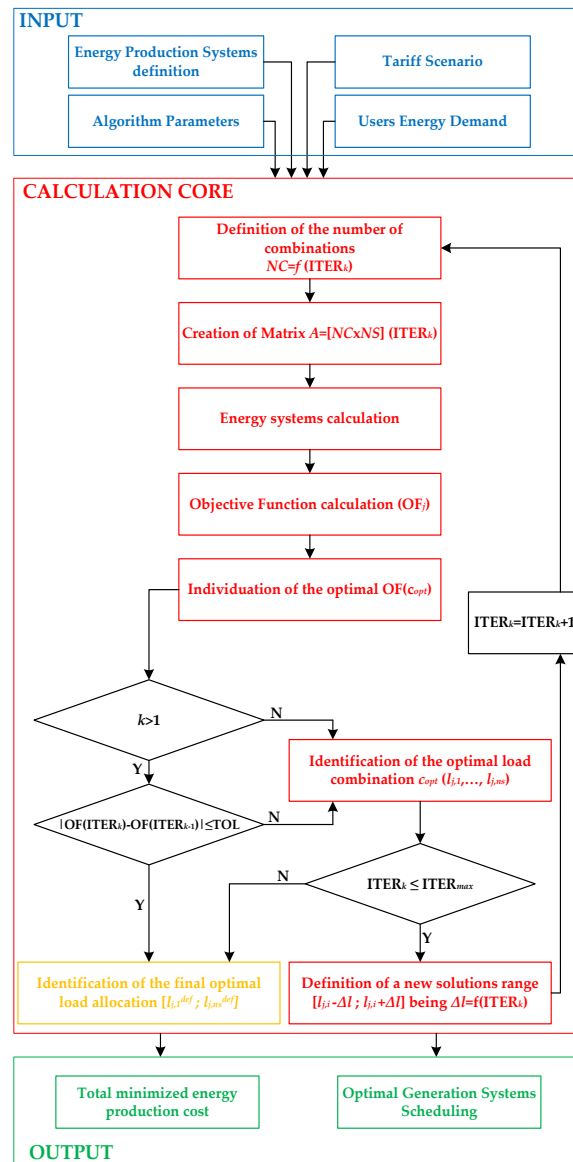 INPUT
Energy Production Systems
definition
Tariff Scenario
Algorithm Parameters
Users Energy Demand
CALCULATION CORE
Definition of the number of
combinations
NC=f (ITERk)
Creation of Matrix A=[NCxNS] (ITERk)
Energy systems calculation
Objective Function calculation (OFj)
Individuation of the optimal OF(copt)
ITERk=ITERk+1
k>1
N
Y
Identification of the optimal load
combination copt (lj,1,…, lj,ns)
|OF(ITERk)-OF(ITERk-1)|≤TOL
N
Y
ITERk ≤ ITERmax
N
Y
Identification of the final optimal
load allocation [lj,1def ; lj,nsdef]
Definition of a new solutions range
[lj,i-Δl ; lj,i+Δl] being Δl=f(ITERk)
Total minimized energy
production cost
Optimal Generation Systems
Scheduling
OUTPUT